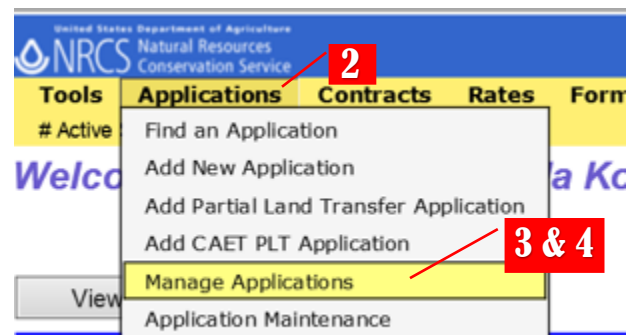 United States Department of Agriculture
NRCS Natural Resources
Conservation Service
2
Tools Applications Contracts Rates Form
# Active
Find an Application
Welco
Add New Application
a Ko
Add Partial Land Transfer Application
Add CAET PLT Application
3 & 4
Manage Applications
View
Application Maintenance